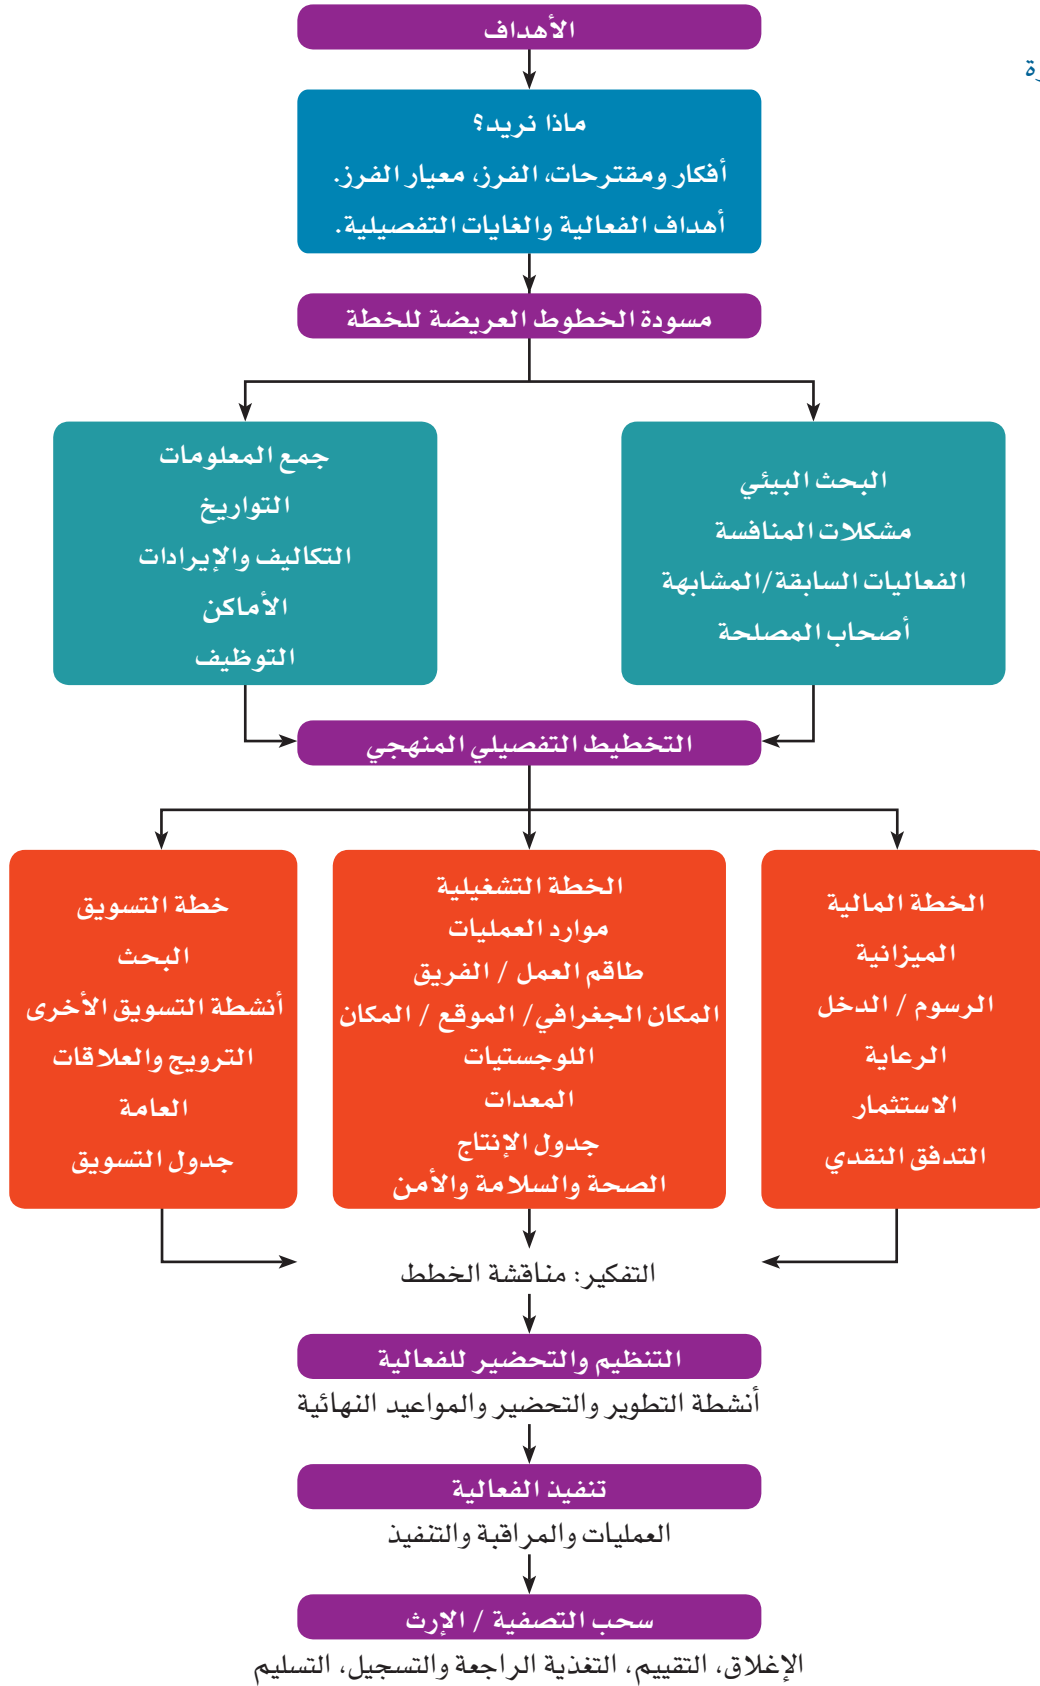 الأهداف
ماذا نريد؟
أفكار ومقترحات، الفرز، معيار الفرز.
أهداف الفعالية والغايات التفصيلية.
مسودة الخطوط العريضة للخطة
البحث البيئي
مشكلات المنافسة
الفعاليات السابقة/المشابهة
أصحاب المصلحة
جمع المعلومات
التواريخ
التكاليف والإيرادات
الأماكن
التوظيف
التخطيط التفصيلي المنهجي
الخطة المالية
الميزانية
الرسوم / الدخل
الرعاية
الاستثمار
التدفق النقدي
الخطة التشغيلية
موارد العمليات
طاقم العمل / الفريق
المكان الجغرافي/ الموقع / المكان
اللوجستيات
المعدات
جدول الإنتاج
الصحة والسلامة والأمن
خطة التسويق
البحث
أنشطة التسويق الأخرى
الترويج والعلاقات
العامة
جدول التسويق
التفكير: مناقشة الخطط
التنظيم والتحضير للفعالية
أنشطة التطوير والتحضير والمواعيد النهائية
تنفيذ الفعالية
العمليات والمراقبة والتنفيذ
سحب التصفية / الإرث
الإغلاق، التقييم، التغذية الراجعة والتسجيل، التسليم